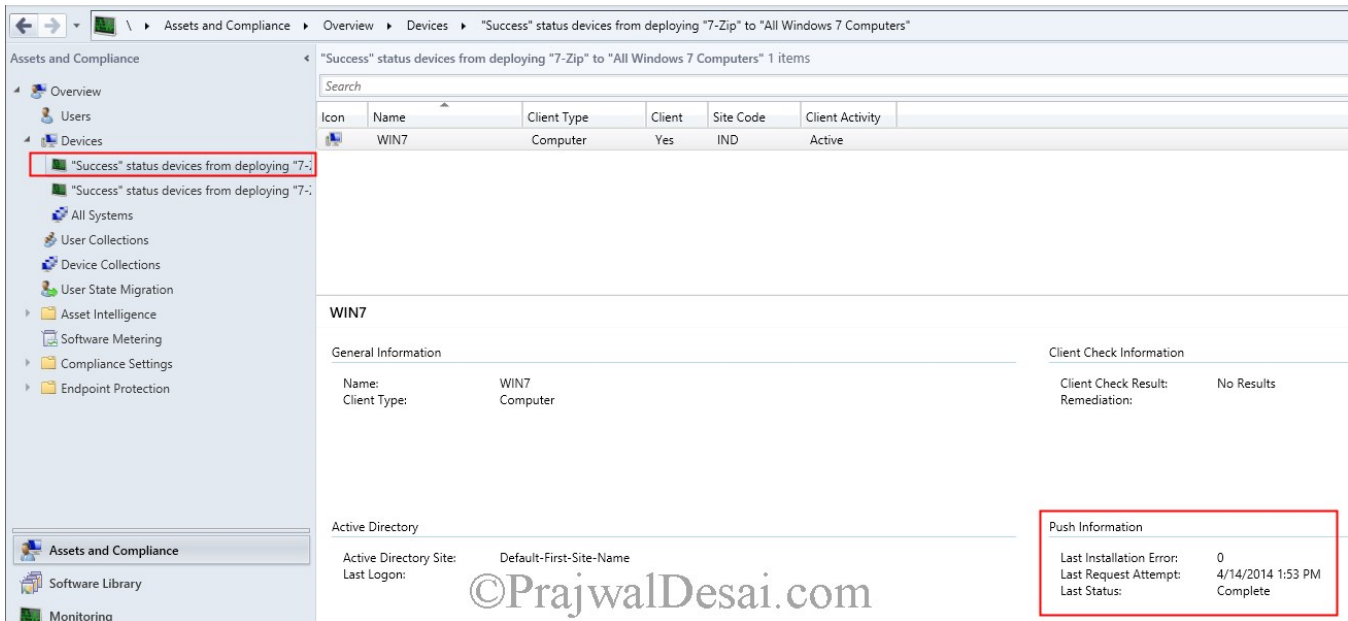 \ Assets and Compliance Overview Devices "Success" status devices from deploying "7-Zip" to "All Windows 7 Computers"
Assets and Compliance
Overview
Users
Devices
"Success" status devices from deploying "7-
"Success" status devices from deploying "7-
All Systems
User Collections
Device Collections
User State Migration
Asset Intelligence
Software Metering
Compliance Settings
Endpoint Protection
Assets and Compliance
Software Library
Monitoring
"Success" status devices from deploying "7-Zip" to "All Windows 7 Computers" 1 items
Search
Icon Name Client Type Client Site Code Client Activity
WIN7 Computer Yes IND Active
WIN7
General Information
Name: WIN7
Client Type: Computer
Client Check Information
Client Check Result: No Results
Remediation:
Active Directory
Active Directory Site: Default-First-Site-Name
Last Logon:
Push Information
Last Installation Error: 0
Last Request Attempt: 4/14/2014 1:53 PM
Last Status: Complete
©PrajwalDesai.com